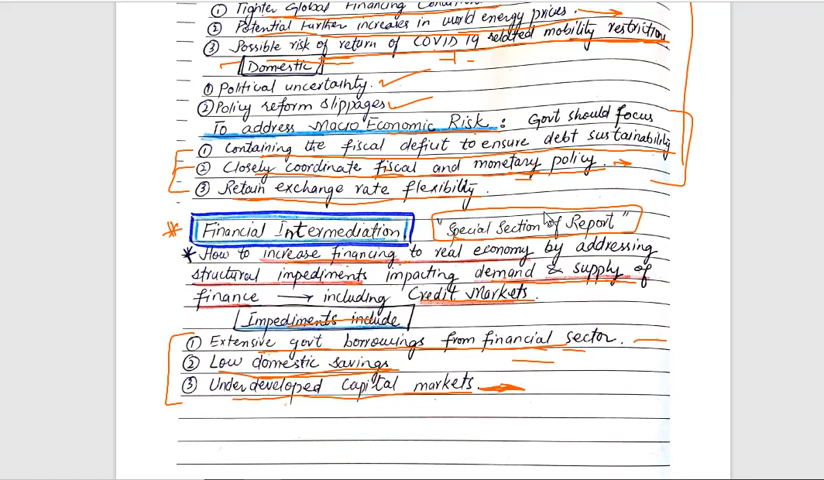 ① Tighter Global Financing
② Potential Further increases in world energy prices.
③ Possible risk of return of COVID 19 related mobility restriction
Domestic
① Political uncertainty.
② Policy reform slippages
To address Macro Economic Risk: Govt should focus
① Containing the fiscal deficit to ensure debt sustainability
② Closely coordinate fiscal and monetary policy.
③ Retain exchange rate flexibility.
* Financial Intermediation "Special Section of Report"
* How to increase financing to real economy by addressing
structural impediments impacting demand & supply of
finance → including Credit Markets.
Impediments include
① Extensive govt borrowings from financial sector.
② Low domestic savings
③ Underdeveloped Capital markets.